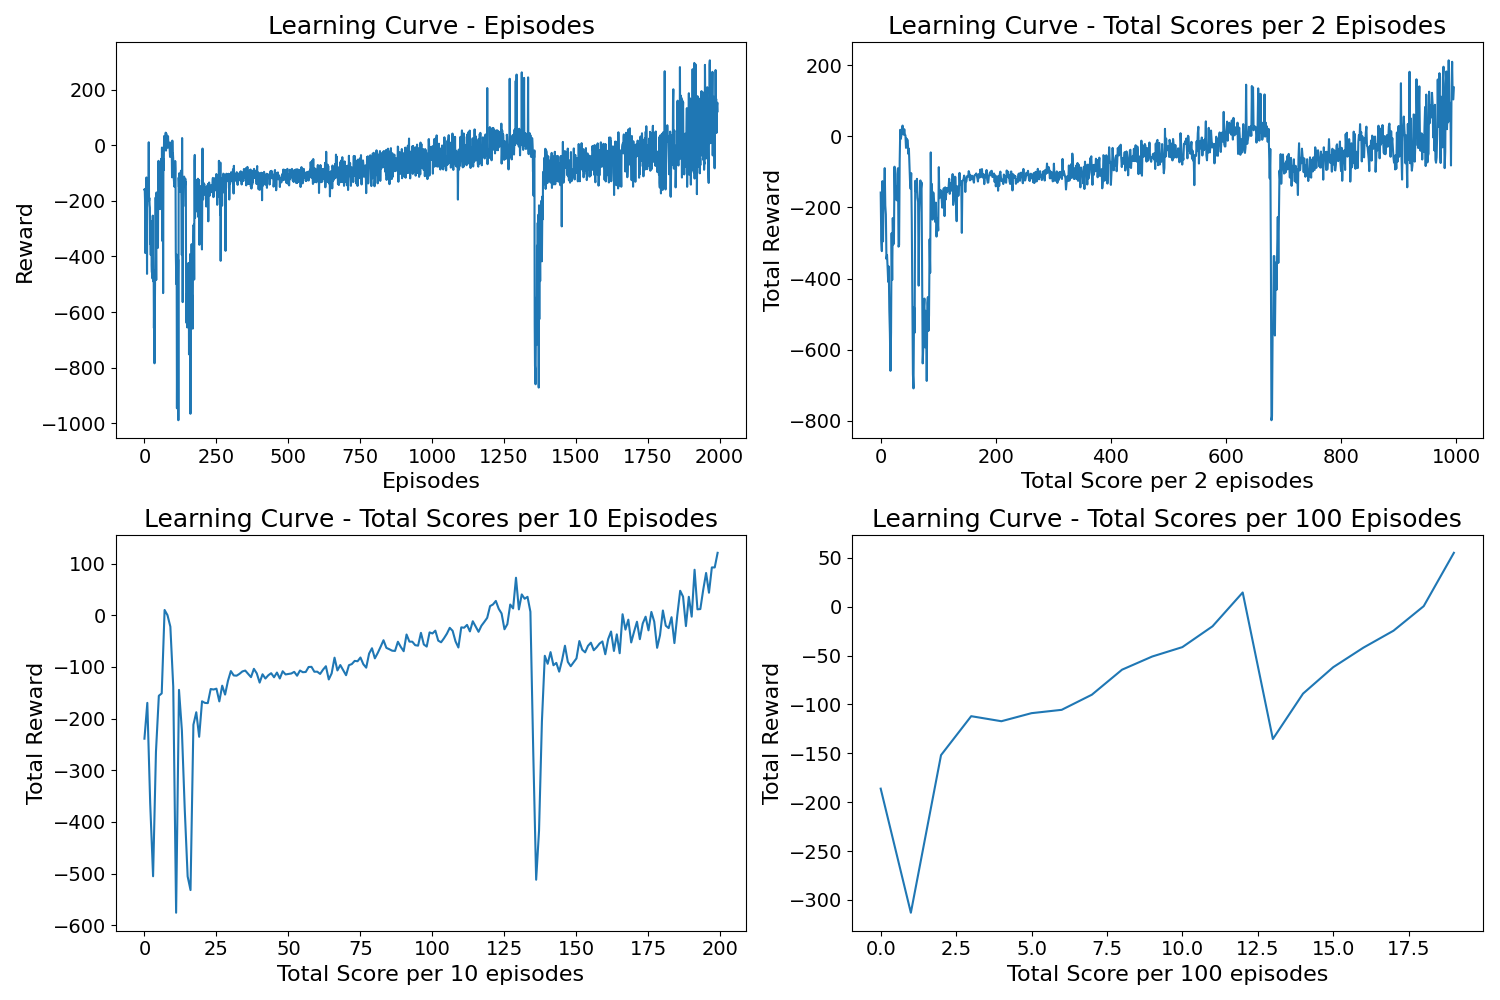 Learning Curve - Episodes
Reward
200
0
−200
−400
−600
−800
−1000
0 250 500 750 1000 1250 1500 1750 2000
Episodes
Learning Curve - Total Scores per 2 Episodes
Total Reward
200
0
−200
−400
−600
−800
0 200 400 600 800 1000
Total Score per 2 episodes
Learning Curve - Total Scores per 10 Episodes
Total Reward
100
0
−100
−200
−300
−400
−500
−600
0 25 50 75 100 125 150 175 200
Total Score per 10 episodes
Learning Curve - Total Scores per 100 Episodes
Total Reward
50
0
−50
−100
−150
−200
−250
−300
0.0 2.5 5.0 7.5 10.0 12.5 15.0 17.5
Total Score per 100 episodes